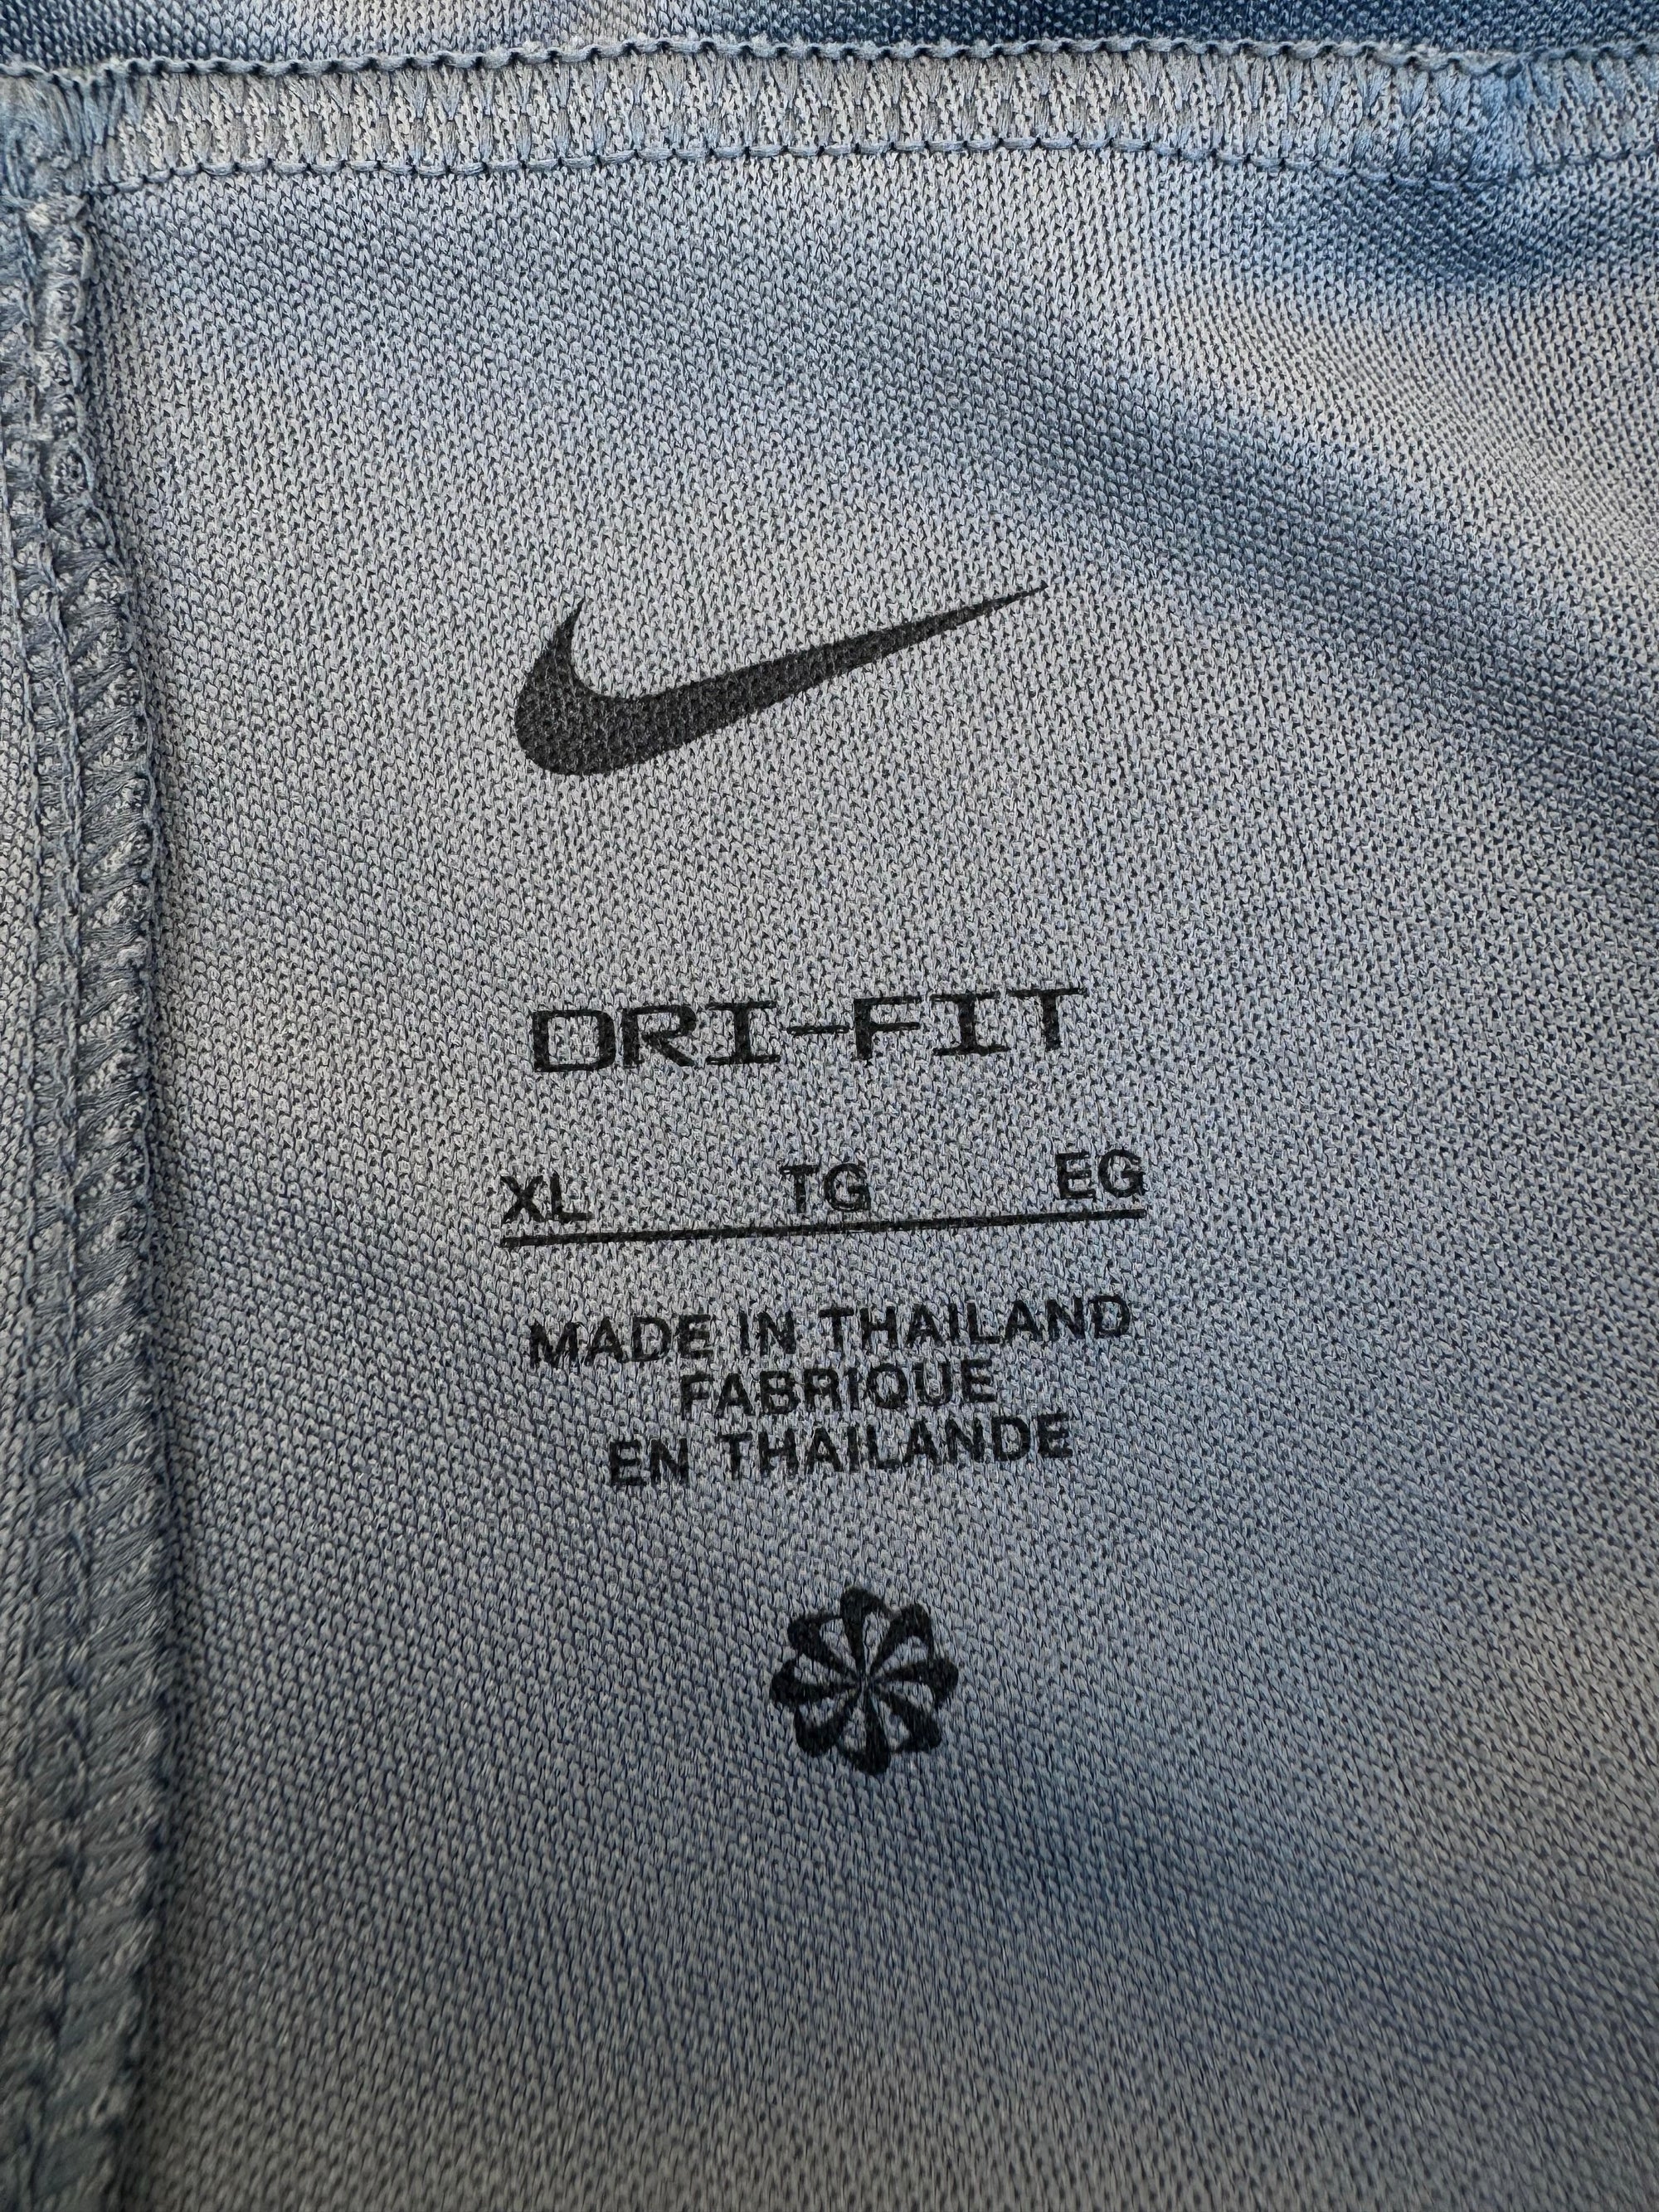 DRI-FIT
XL TG EG
MADE IN THAILAND
FABRIQUE
EN THAILANDE